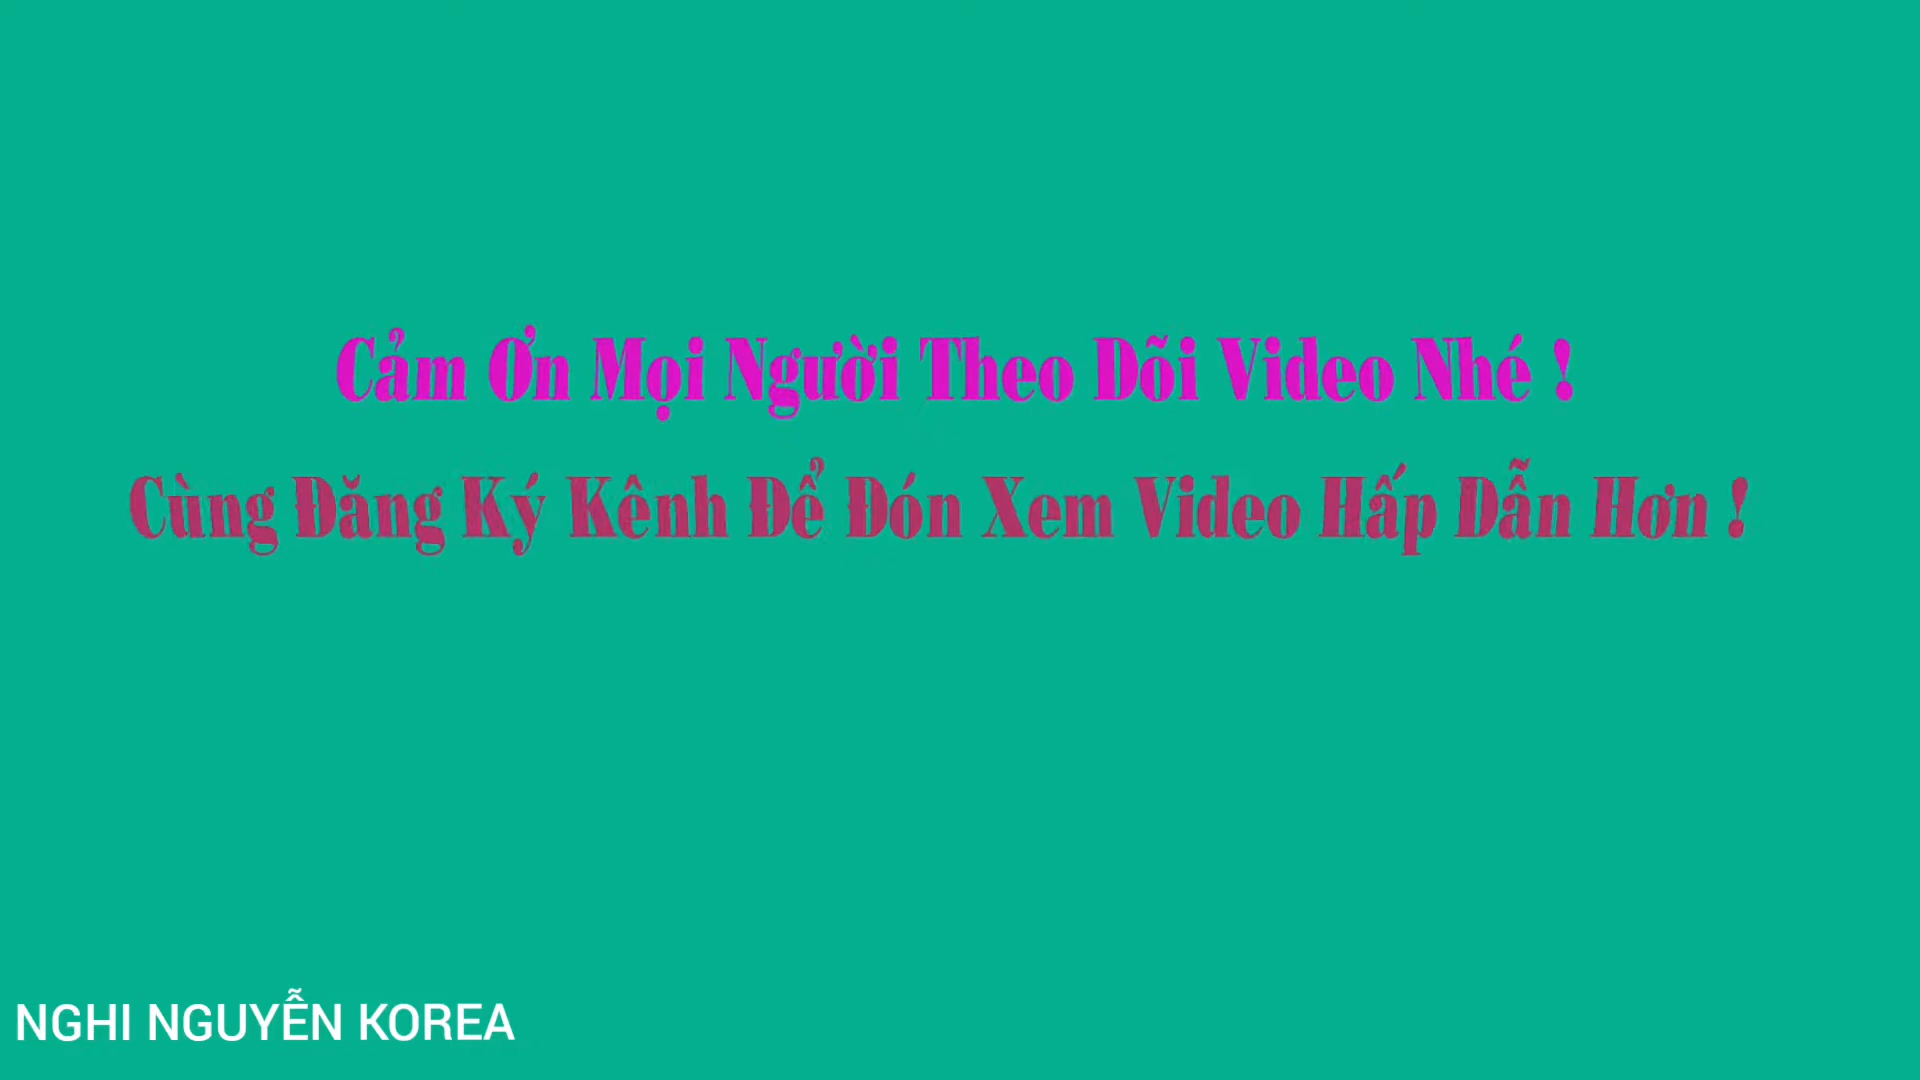 Cảm Ơn Mọi Người Theo Dõi Video Nhé !
Cùng Đăng Ký Kênh Để Đón Xem Video Hấp Dẫn Hơn !
NGHI NGUYỄN KOREA